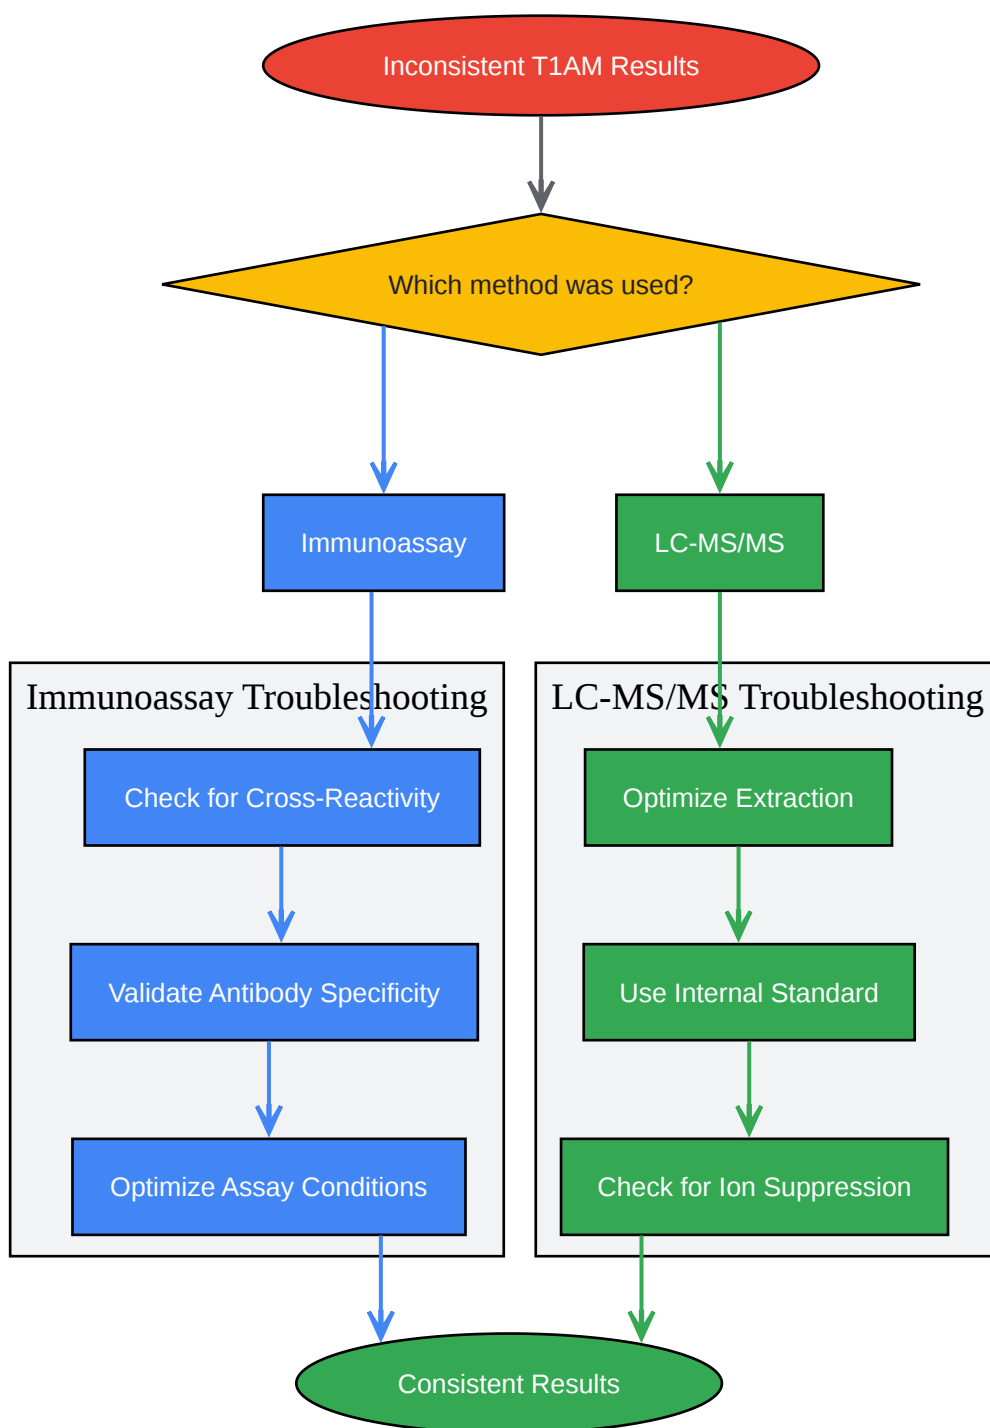 Inconsistent T1AM Results
Which method was used?
Immunoassay
LC-MS/MS
Immunoassay Troubleshooting
Check for Cross-Reactivity
Validate Antibody Specificity
Optimize Assay Conditions
LC-MS/MS Troubleshooting
Optimize Extraction
Use Internal Standard
Check for Ion Suppression
Consistent Results